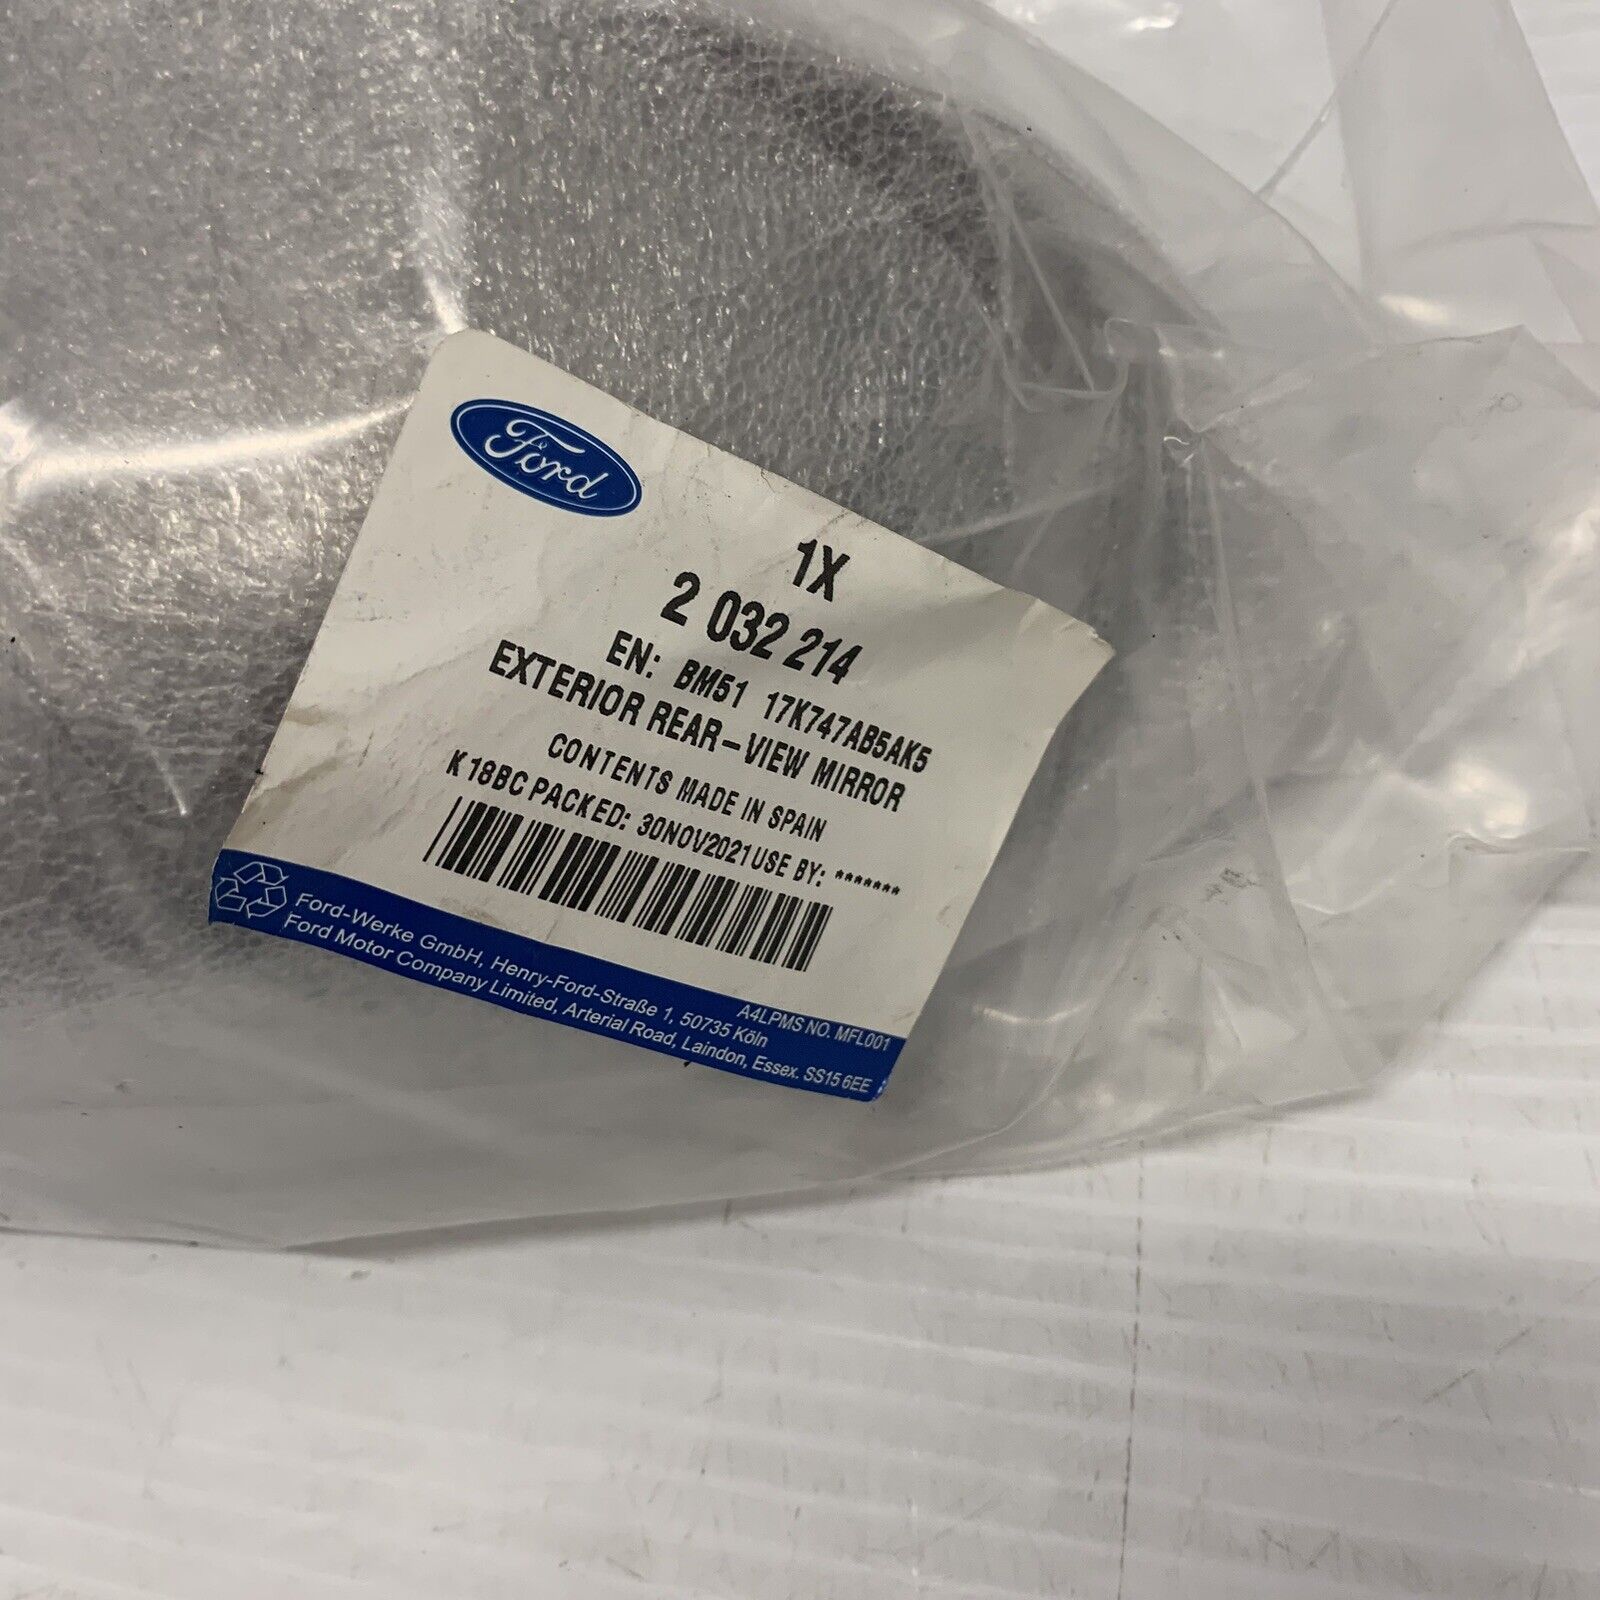 Ford
1X
2 032 214
EN: BM51 17K747AB5AK5
EXTERIOR REAR-VIEW MIRROR
CONTENTS MADE IN SPAIN
K18BC PACKED: 30NOV2021 USE BY: *******
A4LPMS NO. MFL001
Ford-Werke GmbH, Henry-Ford-Straße 1, 50735 Köln
Ford Motor Company Limited, Arterial Road, Laindon, Essex. SS15 6EE